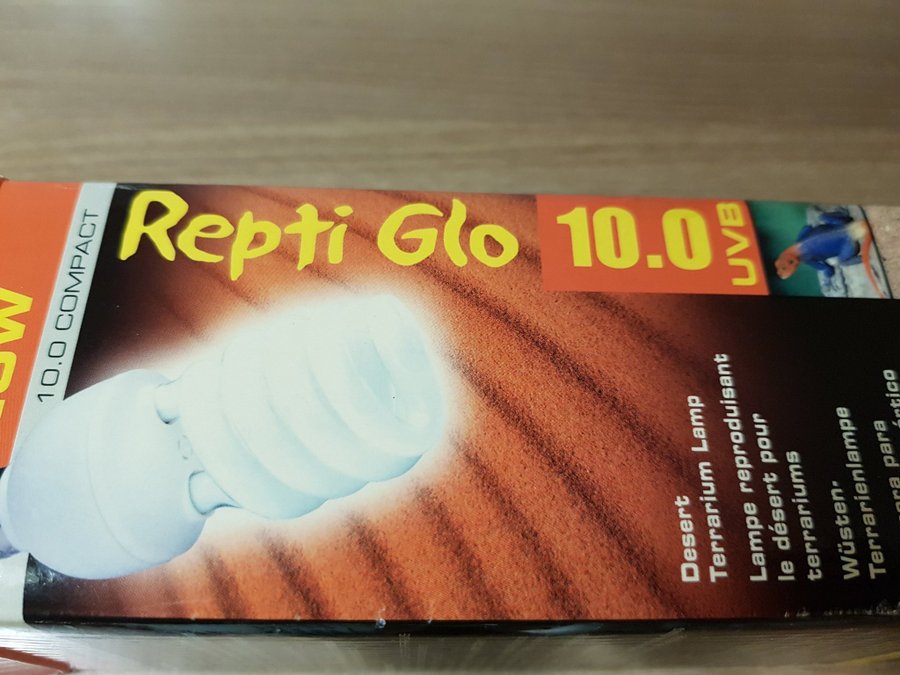 10.0 COMPACT
Repti Glo
10.0
UVB
Desert
Terrarium Lamp
Lampe reproduisant
le désert pour
terrariums
Wüsten-
Terrarienlampe
para